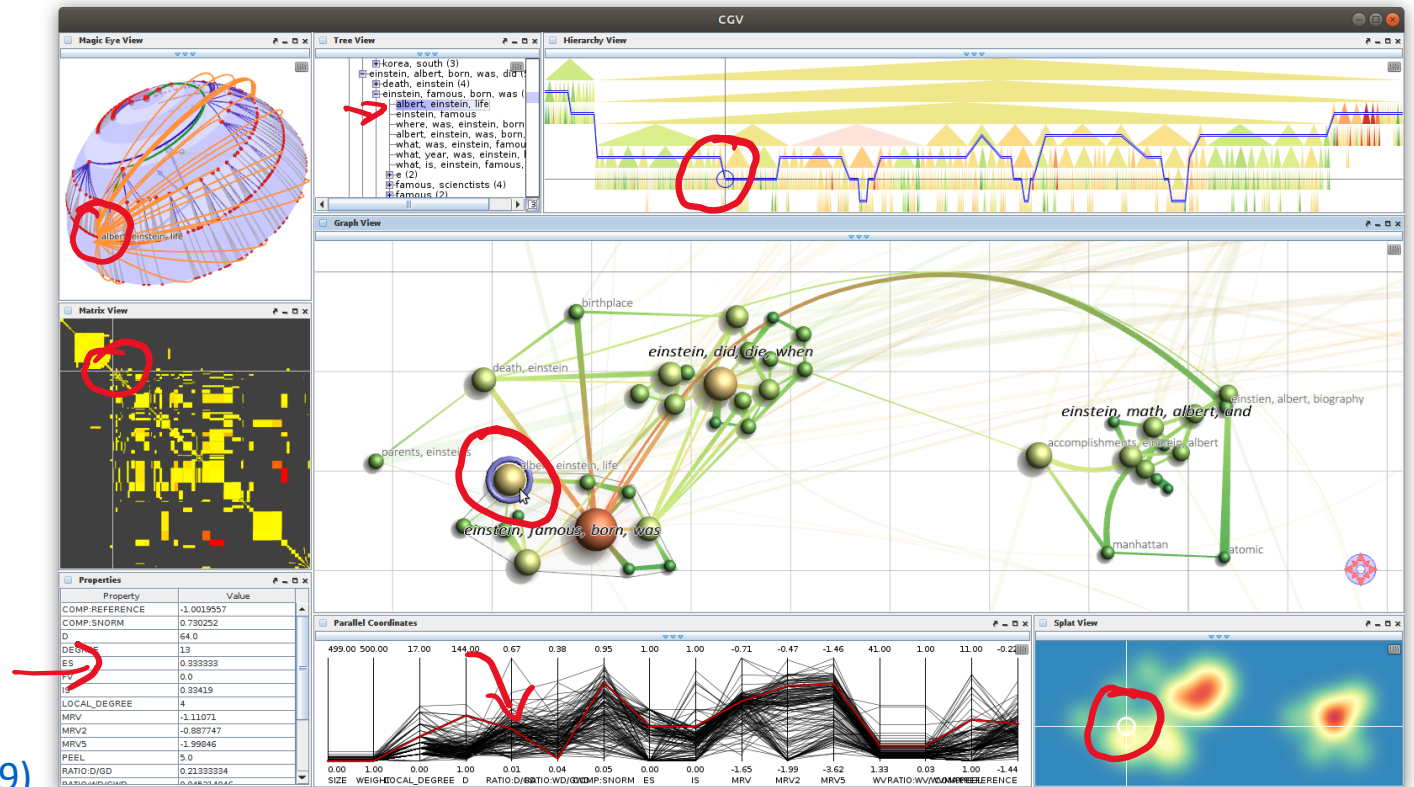 CGV
Magic Eye View
albert, einstein, life
Tree View
korea, south (3)
einstein, albert, born, was, did (
death, einstein (4)
einstein, famous, born, was (
albert, einstein, life
einstein, famous
where, was, einstein, born
albert, einstein, was, born,
what, was, einstein, famou
what, year, was, einstein,
what, is, einstein, famous,
e (2)
famous, scienctists (4)
famous (2)
3
Hierarchy View
Graph View
birthplace
einstein, did, die, when
death, einstein
einstien, albert, biography
einstein, math, albert, and
accomplishments, einstein, albert
parents, einsteins
albert, einstein, life
einstein, famous, born, was
manhattan
atomic
Matrix View
Properties
Property Value
COMP:REFERENCE -1.0019557
COMP:SNORM 0.730252
D 64.0
DEGREE 13
ES 0.333333
FV 0.0
IS 0.33419
LOCAL_DEGREE 4
MRV -1.11071
MRV2 -0.887747
MRV5 -1.99846
PEEL 5.0
RATIO:D/GD 0.21333334
9)
Parallel Coordinates
499.00 500.00 17.00 144.00 0.67 0.38 0.95 1.00 1.00 -0.71 -0.47 -1.46 41.00 1.00 11.00 -0.22
0.00 1.00 0.00 1.00 0.01 0.04 0.05 0.00 0.00 -1.65 -1.99 -3.62 1.33 0.03 1.00 -1.44
SIZE LOCAL_DEGREE D ES IS MRV MRV2 MRV5
Splat View